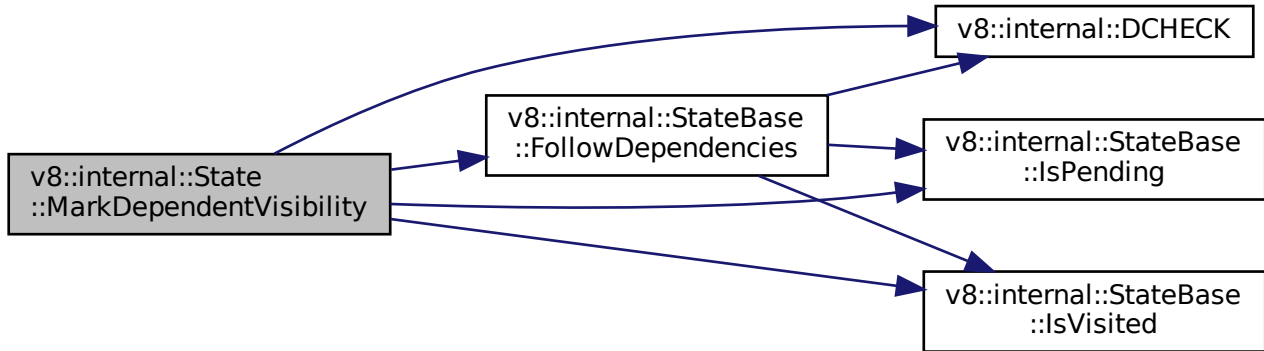 v8::internal::State
::MarkDependentVisibility
v8::internal::StateBase
::FollowDependencies
v8::internal::DCHECK
v8::internal::StateBase
::IsPending
v8::internal::StateBase
::IsVisited